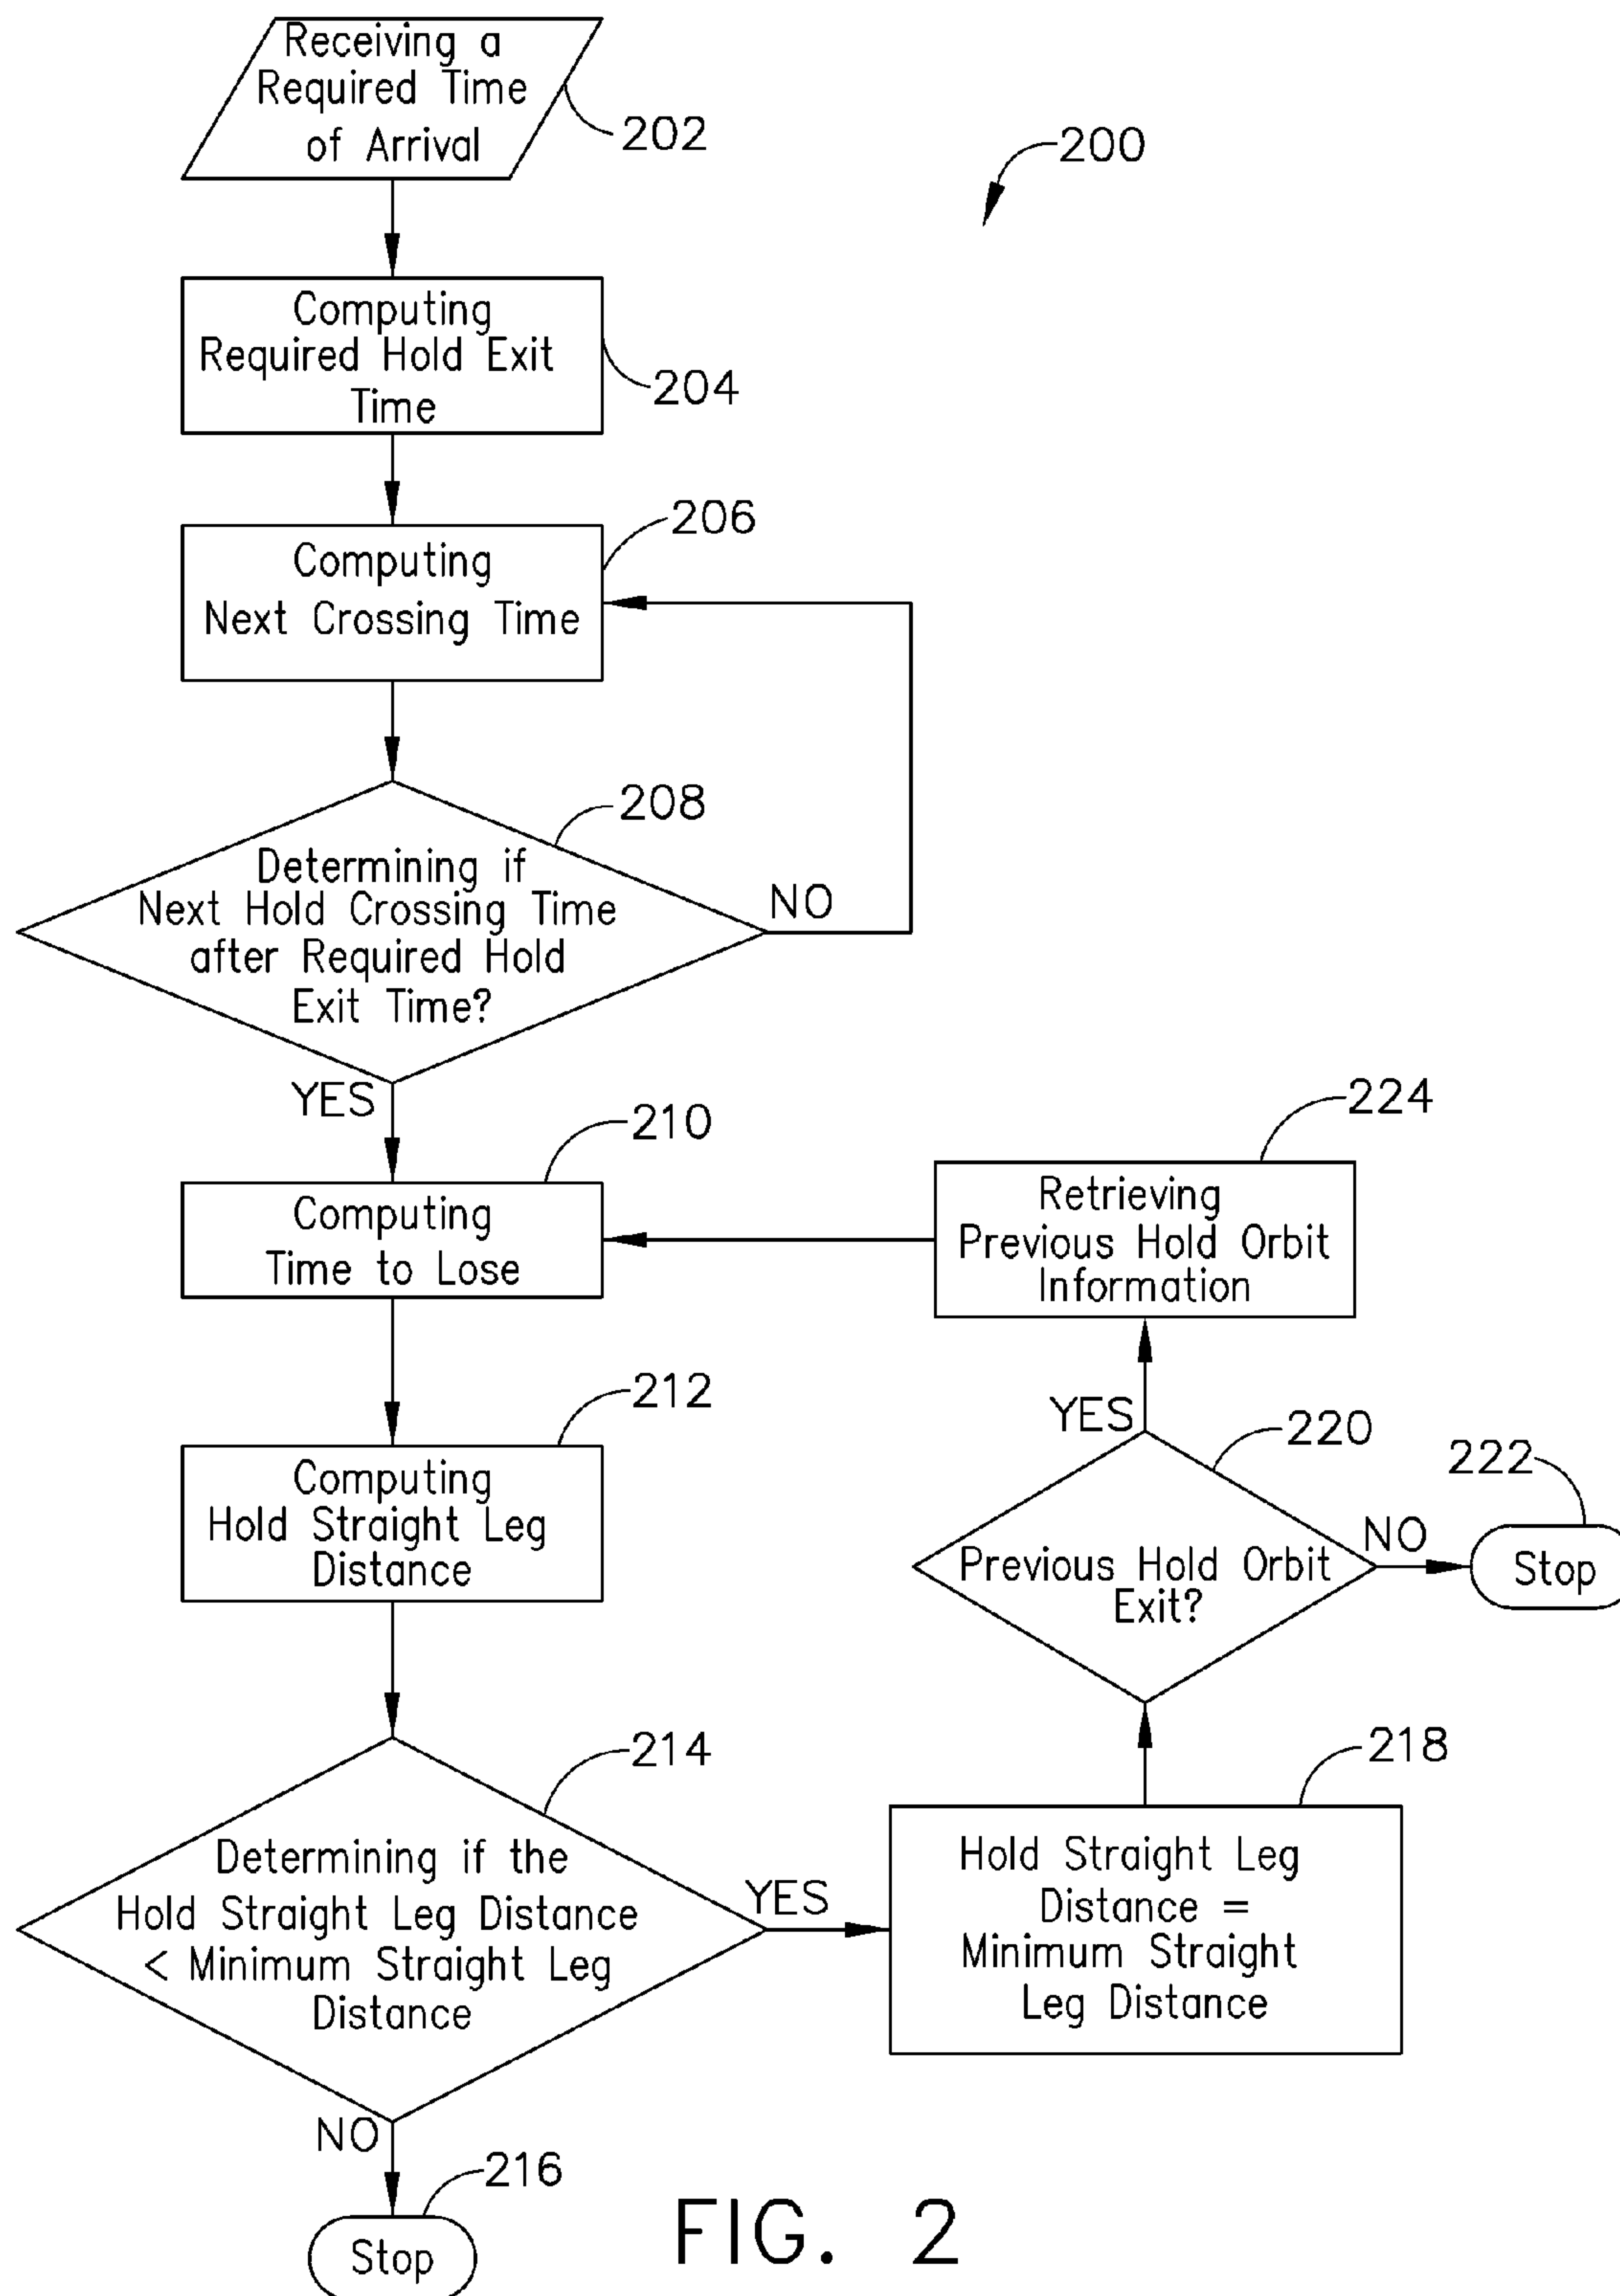 Receiving a
Required Time
of Arrival
202
200
Computing
Required Hold Exit
Time
204
206
Computing
Next Crossing Time
208
Determining if
Next Hold Crossing Time
after Required Hold
Exit Time?
NO
YES
210
Computing
Time to Lose
224
Retrieving
Previous Hold Orbit
Information
212
Computing
Hold Straight Leg
Distance
YES
220
222
Previous Hold Orbit
Exit?
NO
Stop
214
Determining if the
Hold Straight Leg Distance
< Minimum Straight Leg
Distance
YES
218
Hold Straight Leg
Distance =
Minimum Straight
Leg Distance
NO
216
Stop
FIG. 2